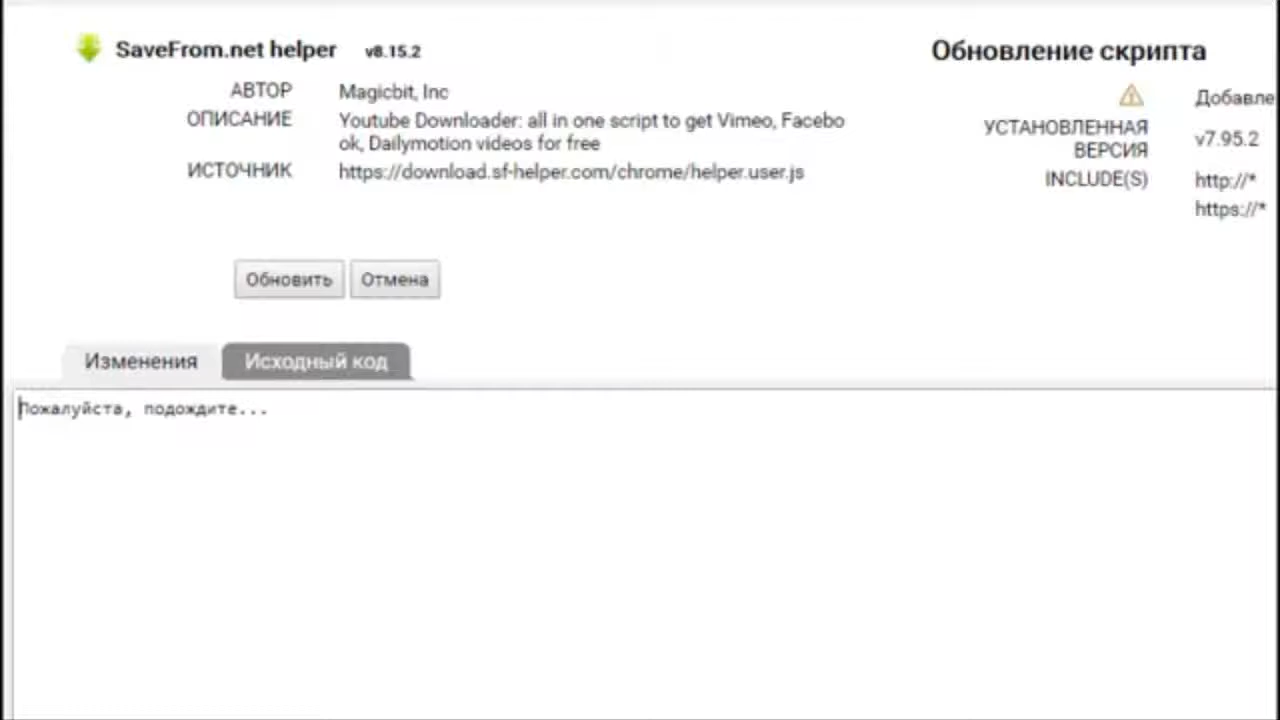 SaveFrom.net helper v8.15.2
АВТОР Magicbit, Inc
ОПИСАНИЕ Youtube Downloader: all in one script to get Vimeo, Facebo
ok, Dailymotion videos for free
ИСТОЧНИК https://download.sf-helper.com/chrome/helper.user.js
Обновление скрипта
Добавле
УСТАНОВЛЕННАЯ
ВЕРСИЯ
v7.95.2
INCLUDE(S) http://*
https://*
Обновить Отмена
Изменения Исходный код
Пожалуйста, подождите...